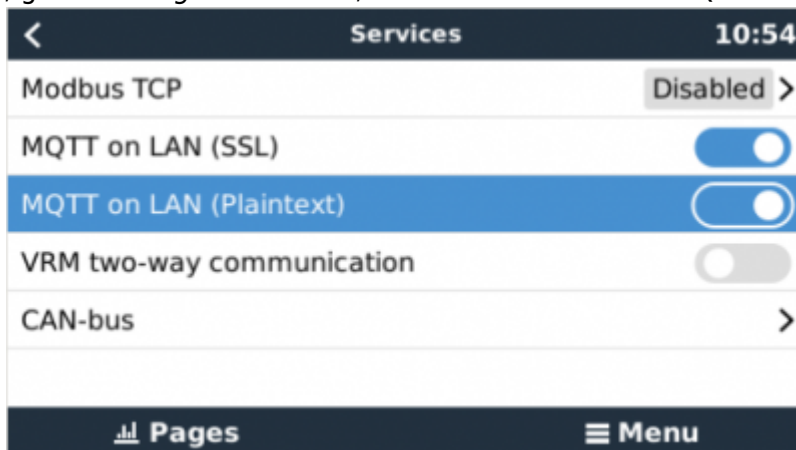 Services 10:54
Modbus TCP Disabled
MQTT on LAN (SSL)
MQTT on LAN (Plaintext)
VRM two-way communication
CAN-bus
Pages Menu